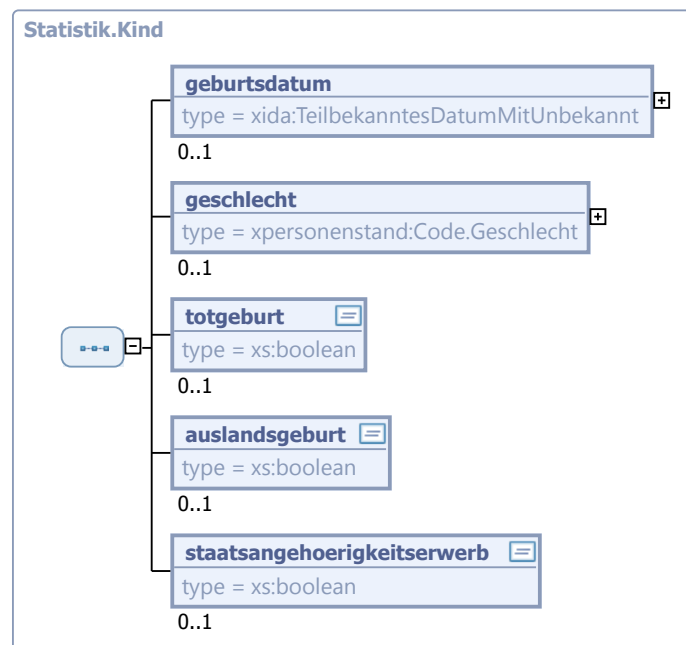 Statistik.Kind
geburtsdatum
type = xida:TeilbekanntesDatumMitUnbekannt
0..1
geschlecht
type = xpersonenstand:Code.Geschlecht
0..1
totgeburt
type = xs:boolean
0..1
auslandsgeburt
type = xs:boolean
0..1
staatsangehoerigkeitserwerb
type = xs:boolean
0..1